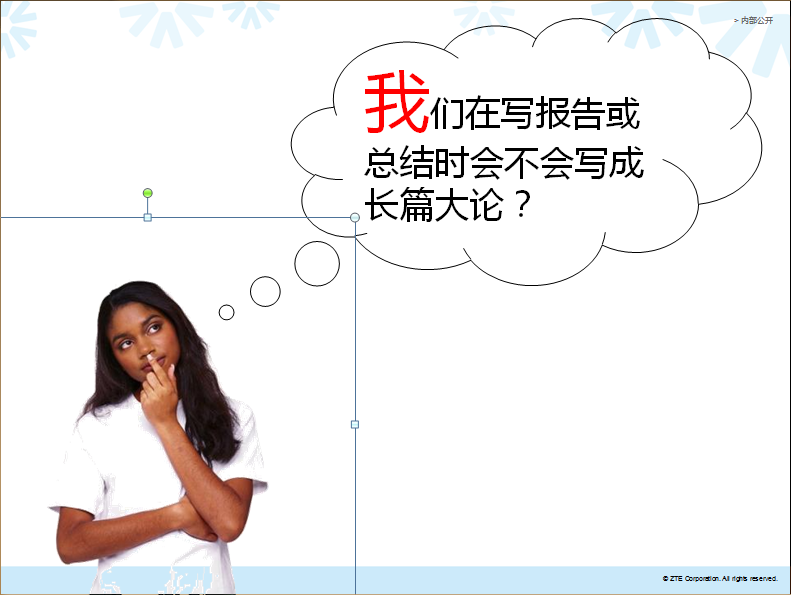 > 内部公开
我们在写报告或
总结时会不会写成
长篇大论？
© ZTE Corporation. All rights reserved.